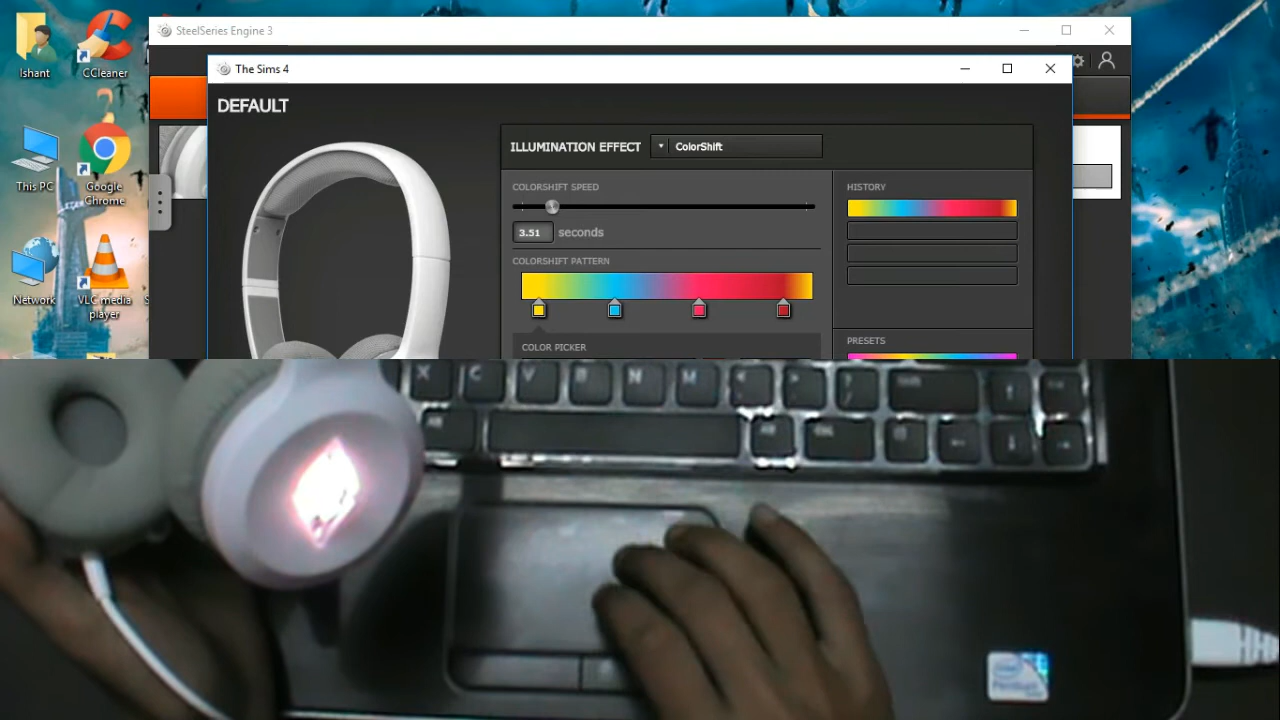 SteelSeries Engine 3
Ishant
CCleaner
The Sims 4
DEFAULT
ILLUMINATION EFFECT
ColorShift
COLORSHIFT SPEED
3.51 seconds
COLORSHIFT PATTERN
COLOR PICKER
HISTORY
PRESETS
This PC
Google
Chrome
Network
VLC media
player
S
X C V B N M